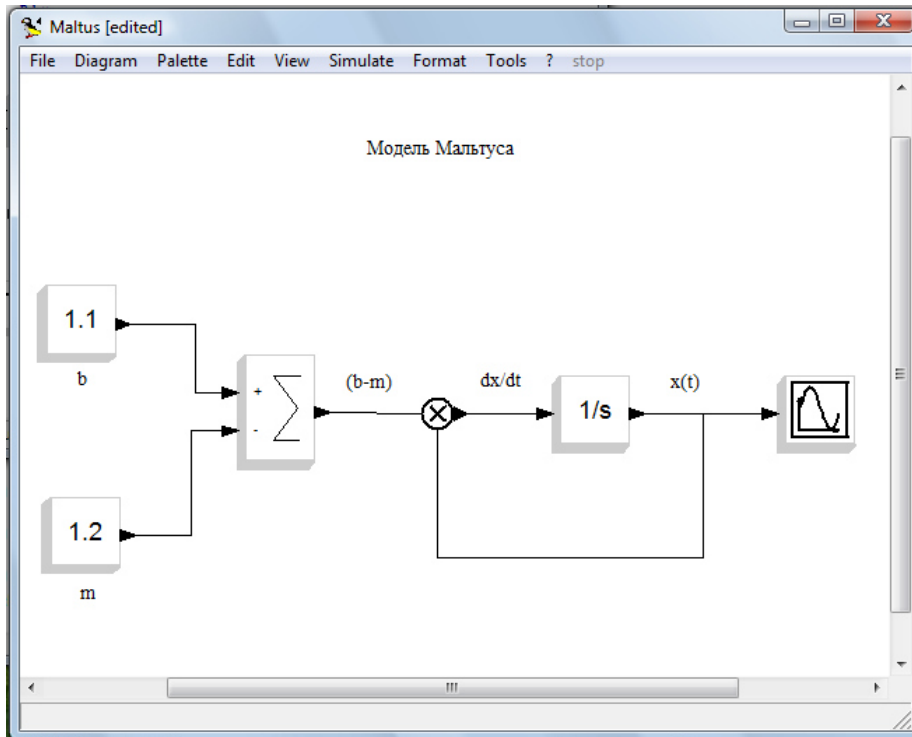 Maltus [edited]
File Diagram Palette Edit View Simulate Format Tools ? stop
Модель Мальтуса
1.1
b
+
-
(b-m)
dx/dt
1/s
x(t)
1.2
m